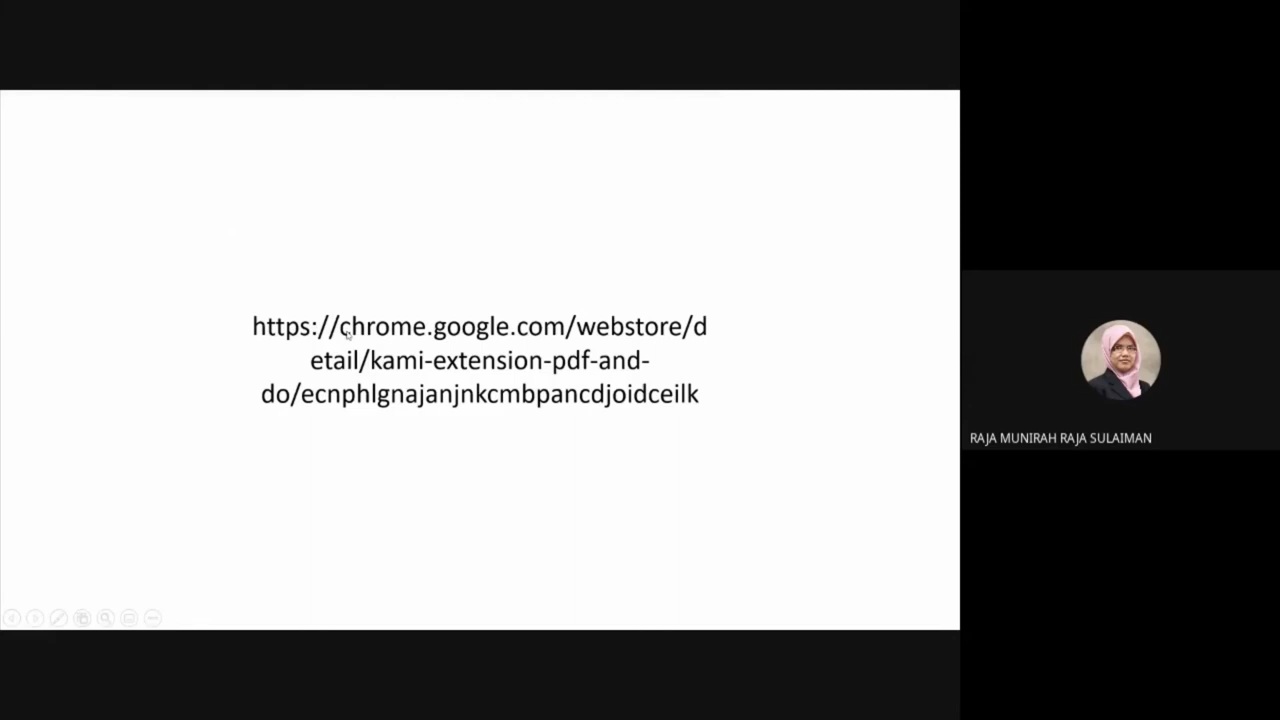 https://chrome.google.com/webstore/d
etail/kami-extension-pdf-and-
do/ecnphlgnajanjnkcmbpancdjoidceilk
RAJA MUNIRAH RAJA SULAIMAN